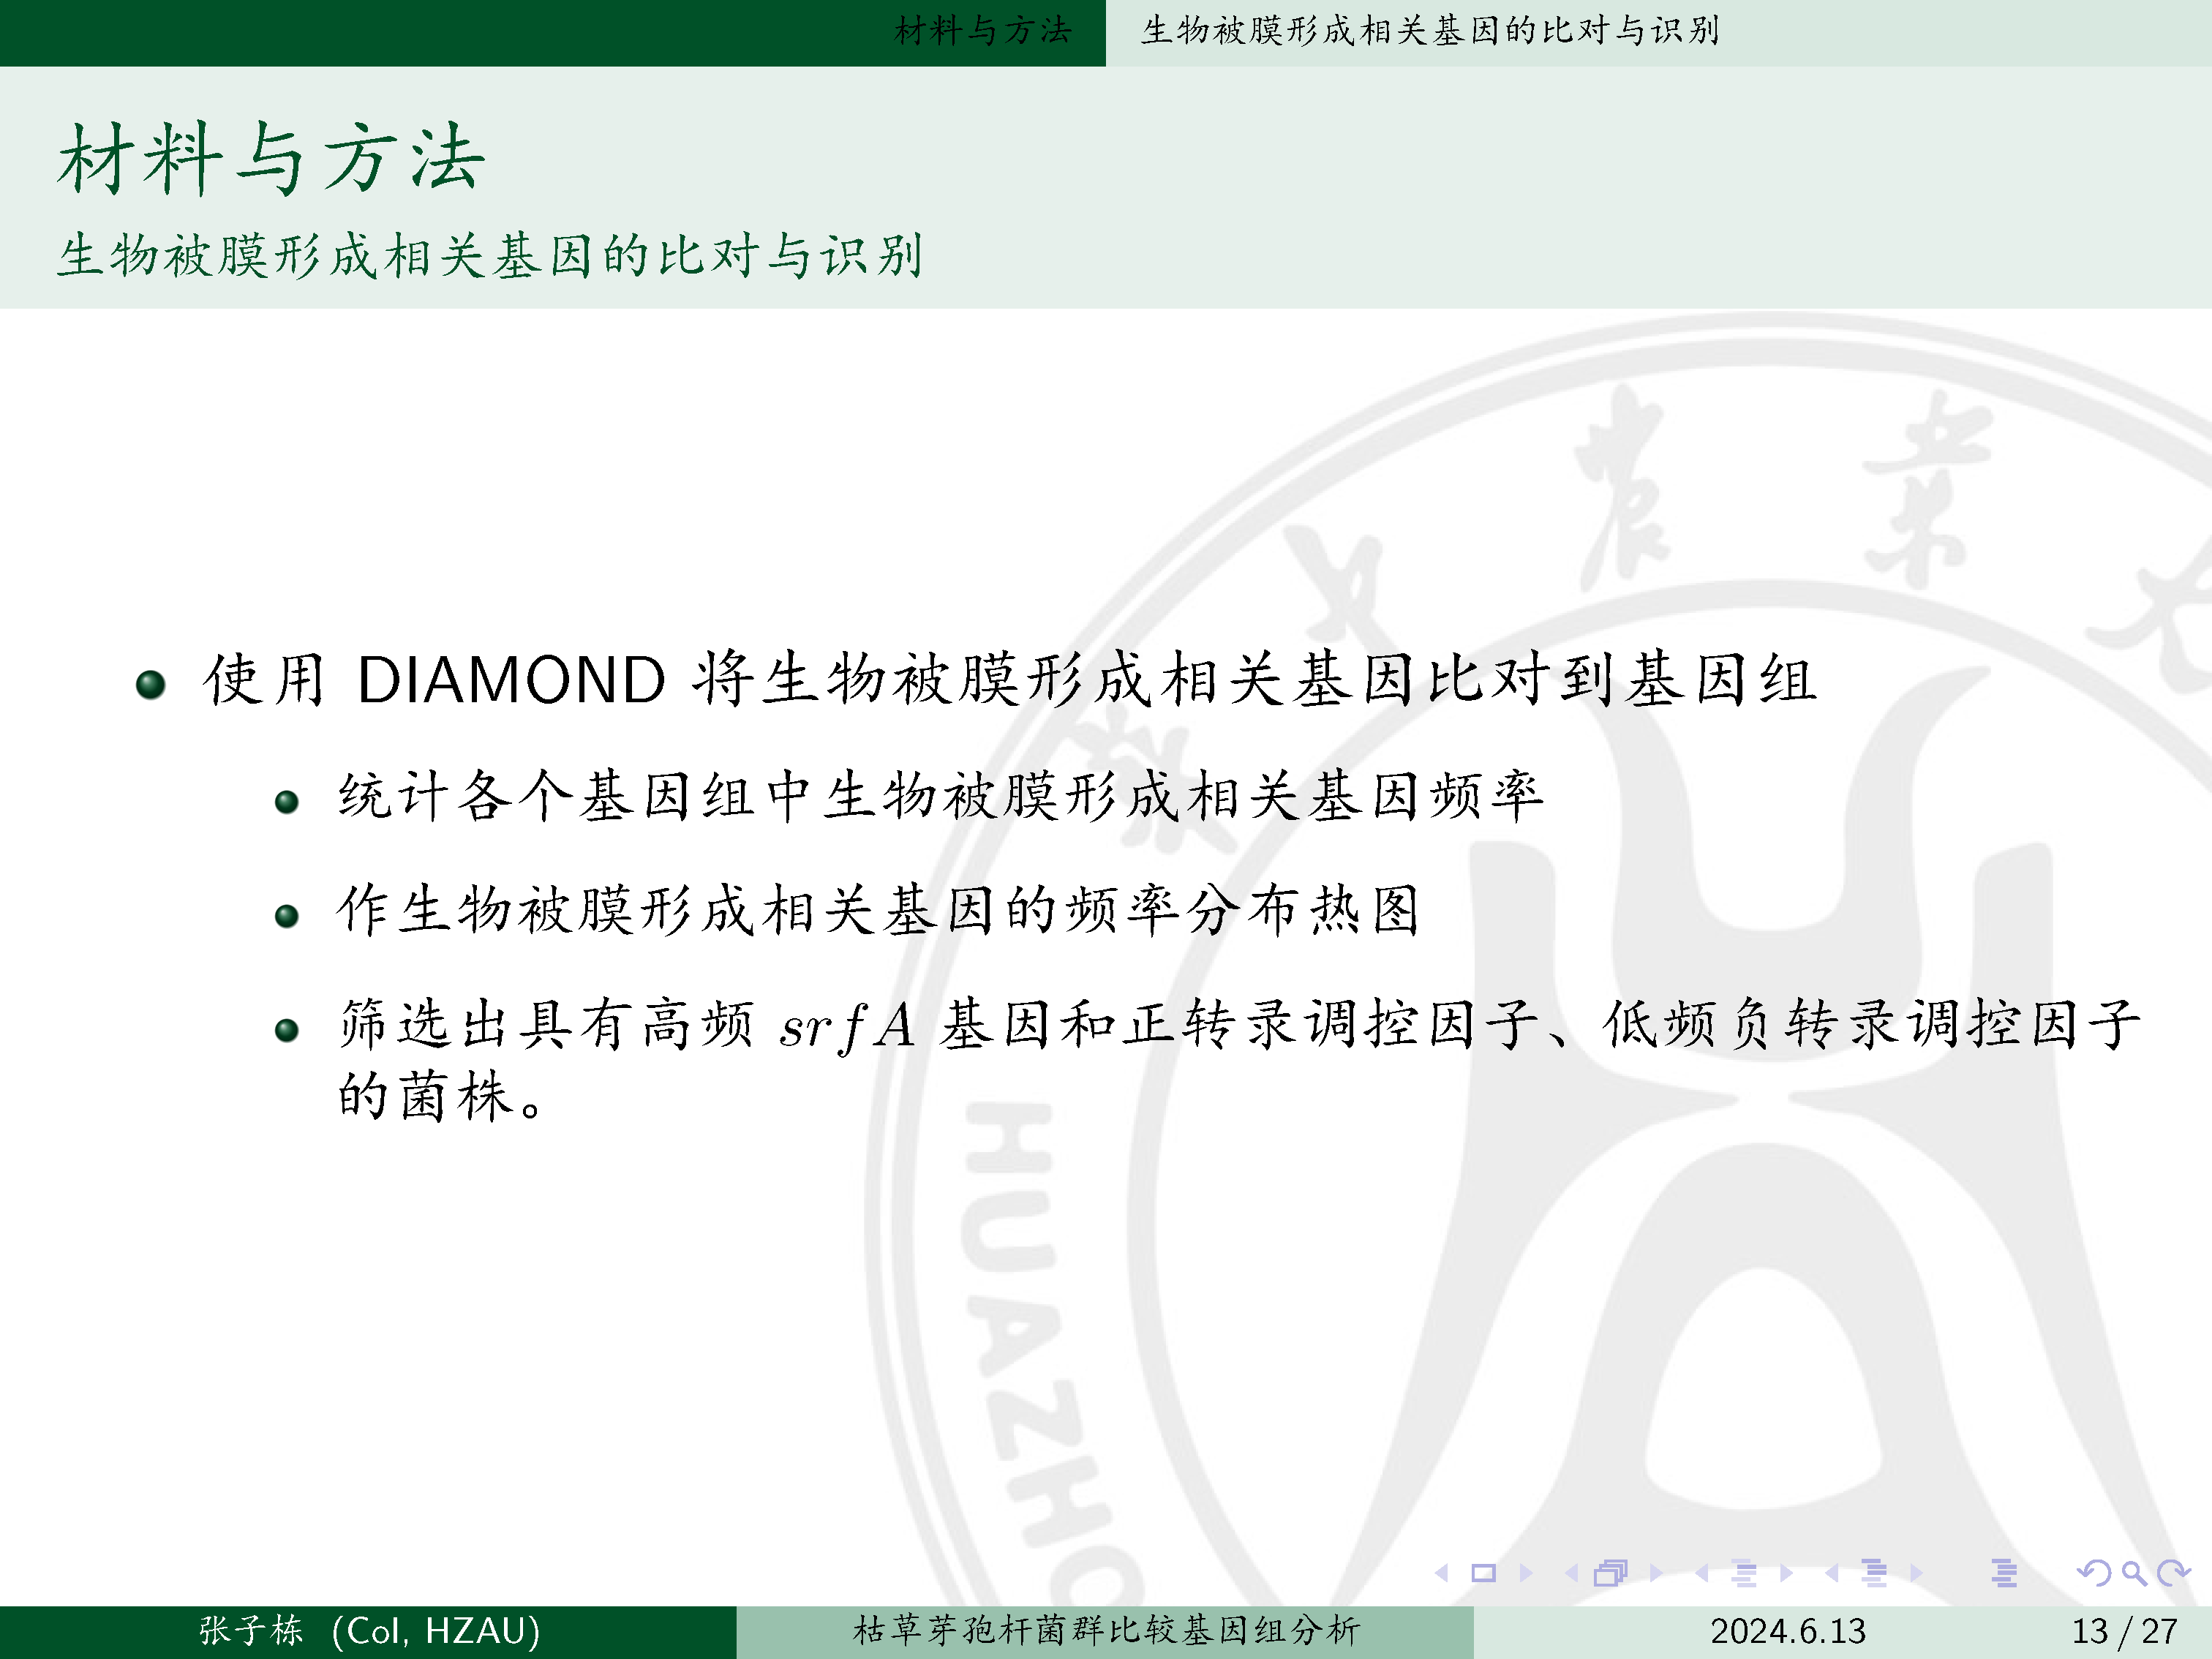 材料与方法 生物被膜形成相关基因的比对与识别
材料与方法
生物被膜形成相关基因的比对与识别
使用 DIAMOND 将生物被膜形成相关基因比对到基因组
统计各个基因组中生物被膜形成相关基因频率
作生物被膜形成相关基因的频率分布热图
筛选出具有高频 srfA 基因和正转录调控因子、低频负转录调控因子
的菌株。
HUAZHO
张子栋 (Col, HZAU) 枯草芽孢杆菌群比较基因组分析 2024.6.13 13 / 27